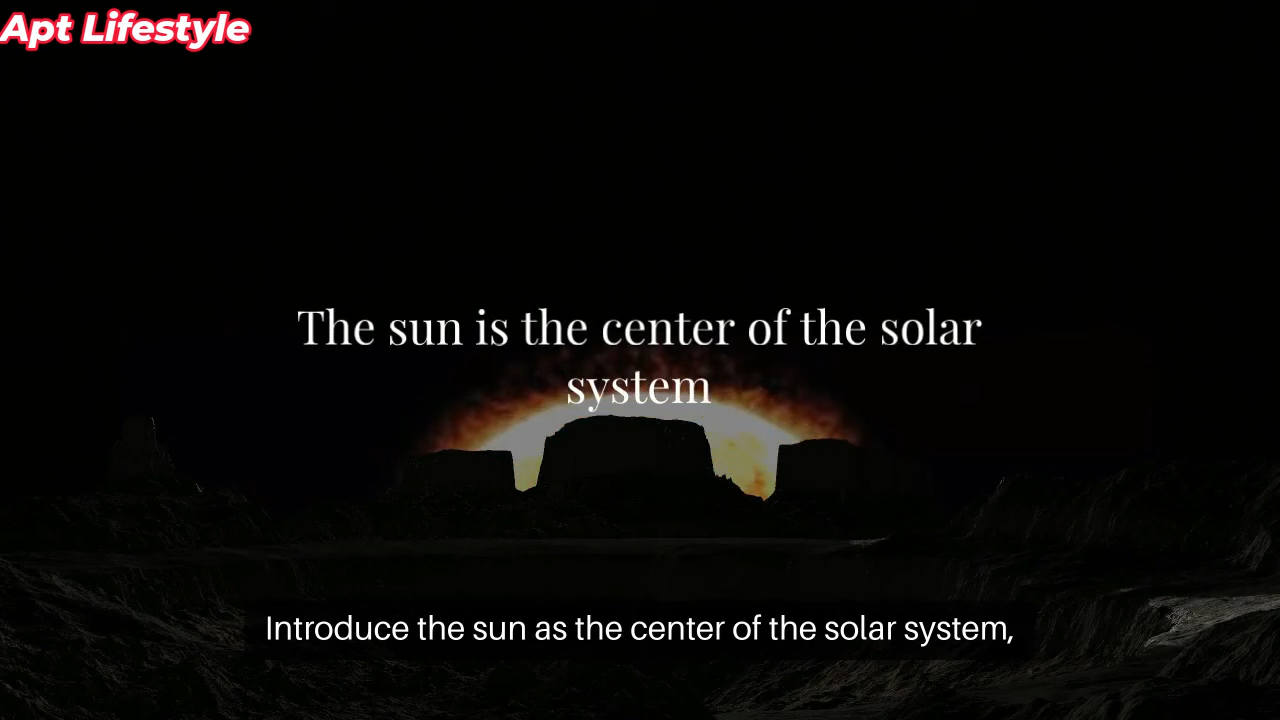 Apt Lifestyle
The sun is the center of the solar
system
Introduce the sun as the center of the solar system,